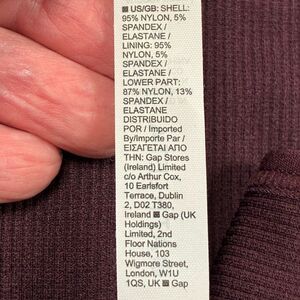 ■ US/GB: SHELL:
95% NYLON, 5%
SPANDEX /
ELASTANE /
LINING: 95%
NYLON, 5%
SPANDEX /
ELASTANE /
LOWER PART:
87% NYLON, 13%
SPANDEX /
ELASTANE
DISTRIBUIDO
POR / Imported
By/Importe Par /
ΕΙΣΑΓΕΤΑΙ ΑΠΟ
ΤΗΝ: Gap Stores
(Ireland) Limited
c/o Arthur Cox,
10 Earlsfort
Terrace, Dublin
2, D02 T380,
Ireland ■ Gap (UK
Holdings)
Limited, 2nd
Floor Nations
House, 103
Wigmore Street,
London, W1U
1QS, UK ■ Gap